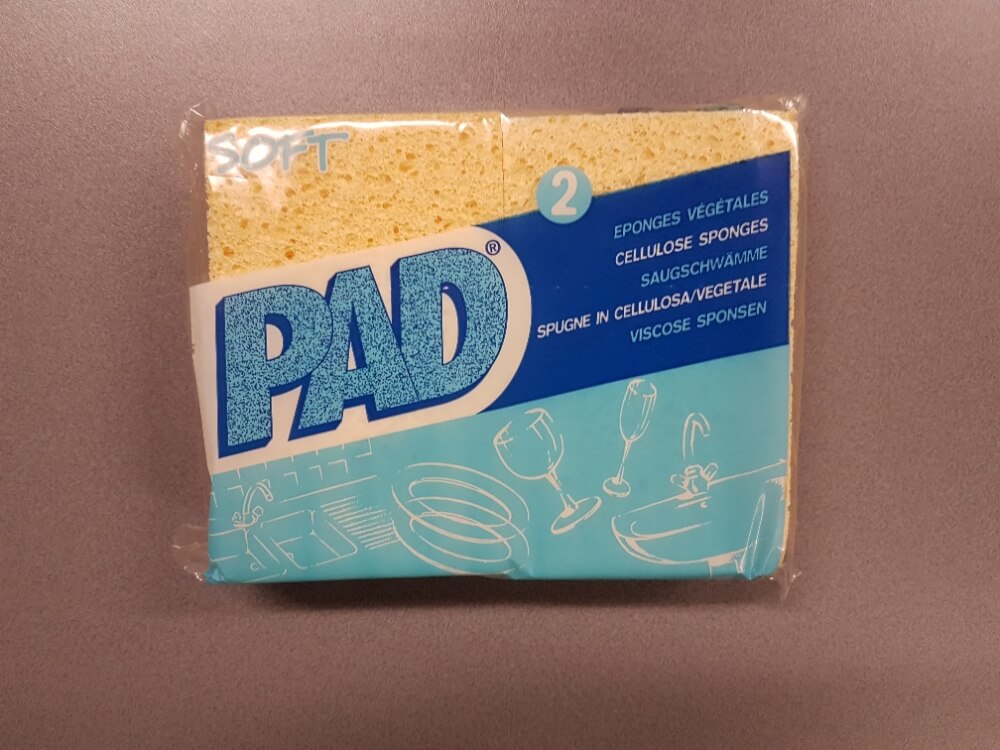 SOFT
2
EPONGES VÉGÉTALES
CELLULOSE SPONGES
SAUGSCHWÄMME
SPUGNE IN CELLULOSA/VEGETALE
VISCOSE SPONSEN
PAD®